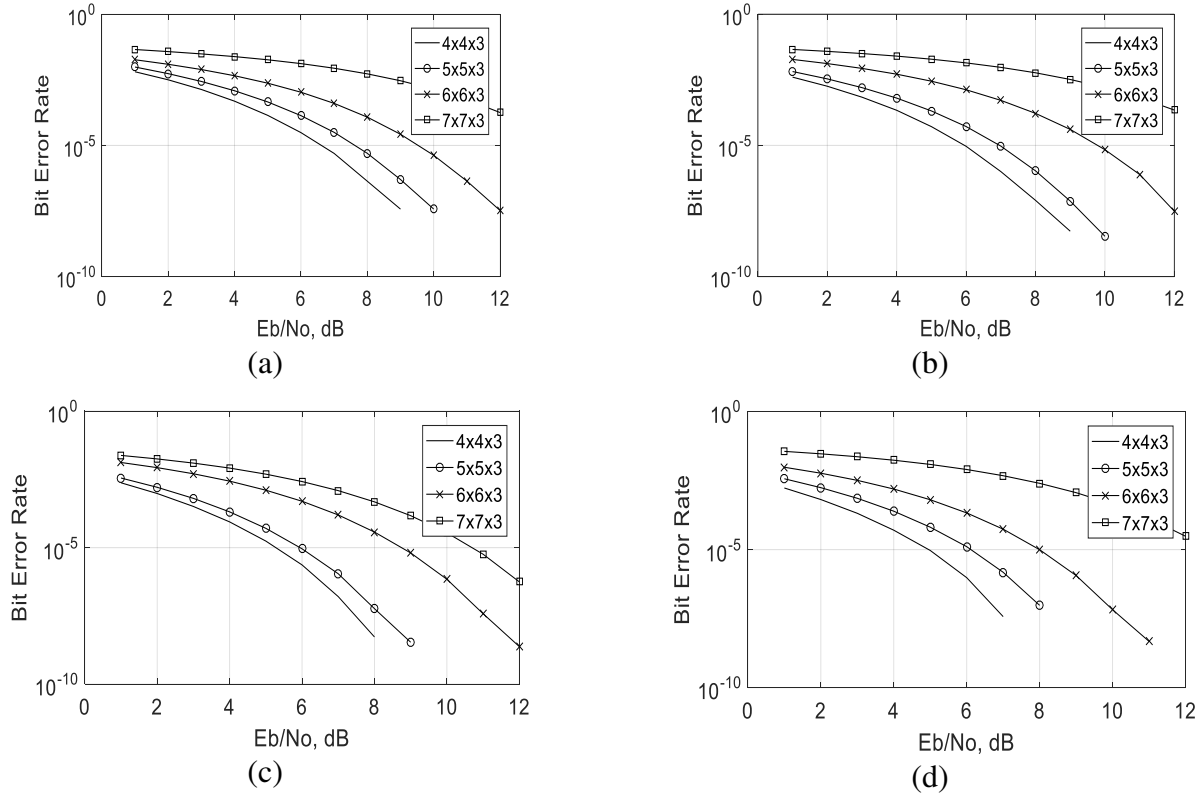 10^0
10^-5
10^-10
Bit Error Rate
0 2 4 6 8 10 12
Eb/No, dB
4x4x3
5x5x3
6x6x3
7x7x3
(a)
10^0
10^-5
10^-10
Bit Error Rate
0 2 4 6 8 10 12
Eb/No, dB
4x4x3
5x5x3
6x6x3
7x7x3
(b)
10^0
10^-5
10^-10
Bit Error Rate
0 2 4 6 8 10 12
Eb/No, dB
4x4x3
5x5x3
6x6x3
7x7x3
(c)
10^0
10^-5
10^-10
Bit Error Rate
0 2 4 6 8 10 12
Eb/No, dB
4x4x3
5x5x3
6x6x3
7x7x3
(d)